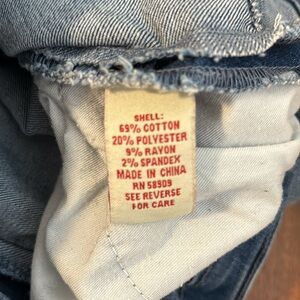 SHELL:
69% COTTON
20% POLYESTER
9% RAYON
2% SPANDEX
MADE IN CHINA
RN 58909
SEE REVERSE
FOR CARE